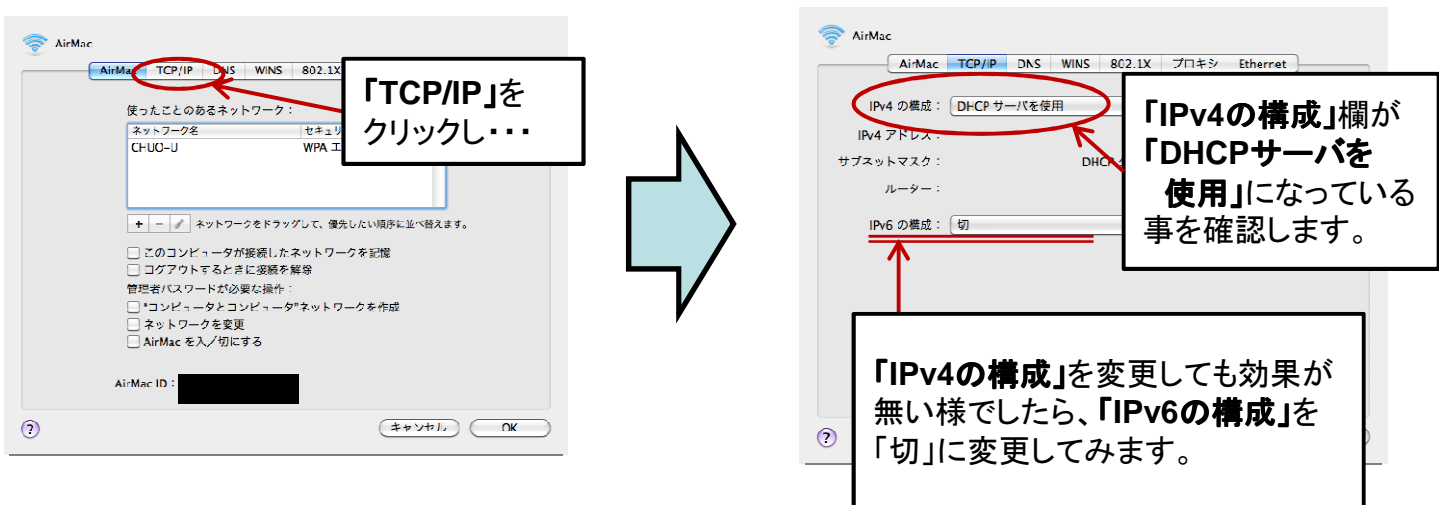 AirMac
AirMac TCP/IP DNS WINS 802.1X
「TCP/IP」を
クリックし・・・
使ったことのあるネットワーク：
ネットワーク名 セキュリ
CHUO-U WPA エ
+ − ネットワークをドラッグして、優先したい順序に並べ替えます。
このコンピュータが接続したネットワークを記憶
ログアウトするときに接続を解除
管理者パスワードが必要な操作：
"コンピュータとコンピュータ"ネットワークを作成
ネットワークを変更
AirMac を入／切にする
AirMac ID：
?
キャンセル OK
AirMac
AirMac TCP/IP DNS WINS 802.1X プロキシ Ethernet
IPv4 の構成： DHCP サーバを使用
IPv4 アドレス：
サブネットマスク： DHCP
ルーター：
IPv6 の構成： 切
「IPv4の構成」欄が
「DHCPサーバを
使用」になっている
事を確認します。
「IPv4の構成」を変更しても効果が
無い様でしたら、「IPv6の構成」を
「切」に変更してみます。
?